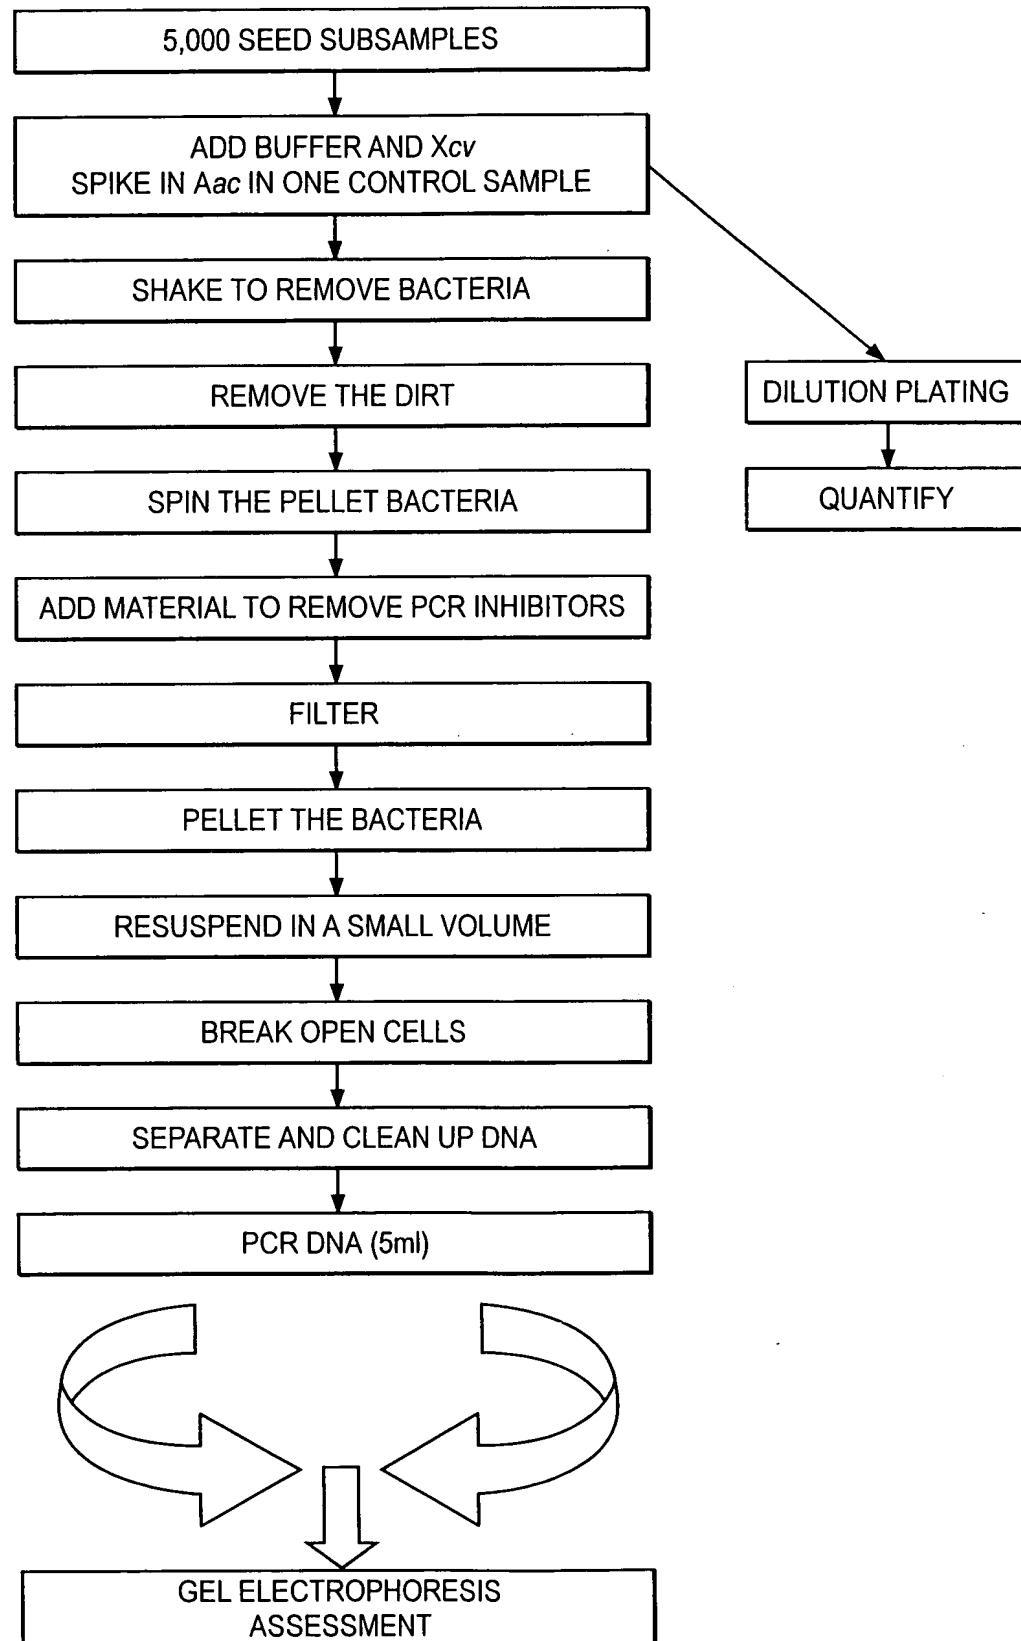 5,000 SEED SUBSAMPLES
ADD BUFFER AND Xcv
SPIKE IN Aac IN ONE CONTROL SAMPLE
SHAKE TO REMOVE BACTERIA
REMOVE THE DIRT
DILUTION PLATING
SPIN THE PELLET BACTERIA
QUANTIFY
ADD MATERIAL TO REMOVE PCR INHIBITORS
FILTER
PELLET THE BACTERIA
RESUSPEND IN A SMALL VOLUME
BREAK OPEN CELLS
SEPARATE AND CLEAN UP DNA
PCR DNA (5ml)
GEL ELECTROPHORESIS
ASSESSMENT